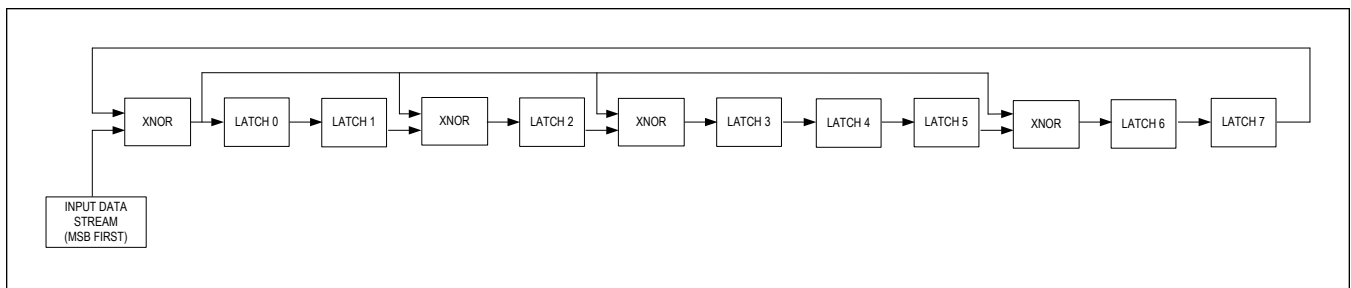 XNOR
LATCH 0
LATCH 1
XNOR
LATCH 2
XNOR
LATCH 3
LATCH 4
LATCH 5
XNOR
LATCH 6
LATCH 7
INPUT DATA
STREAM
(MSB FIRST)